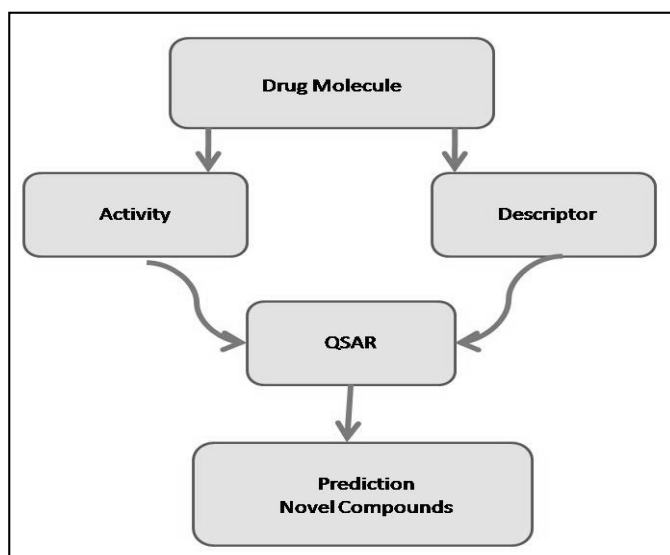 Drug Molecule
Activity
Descriptor
QSAR
Prediction
Novel Compounds